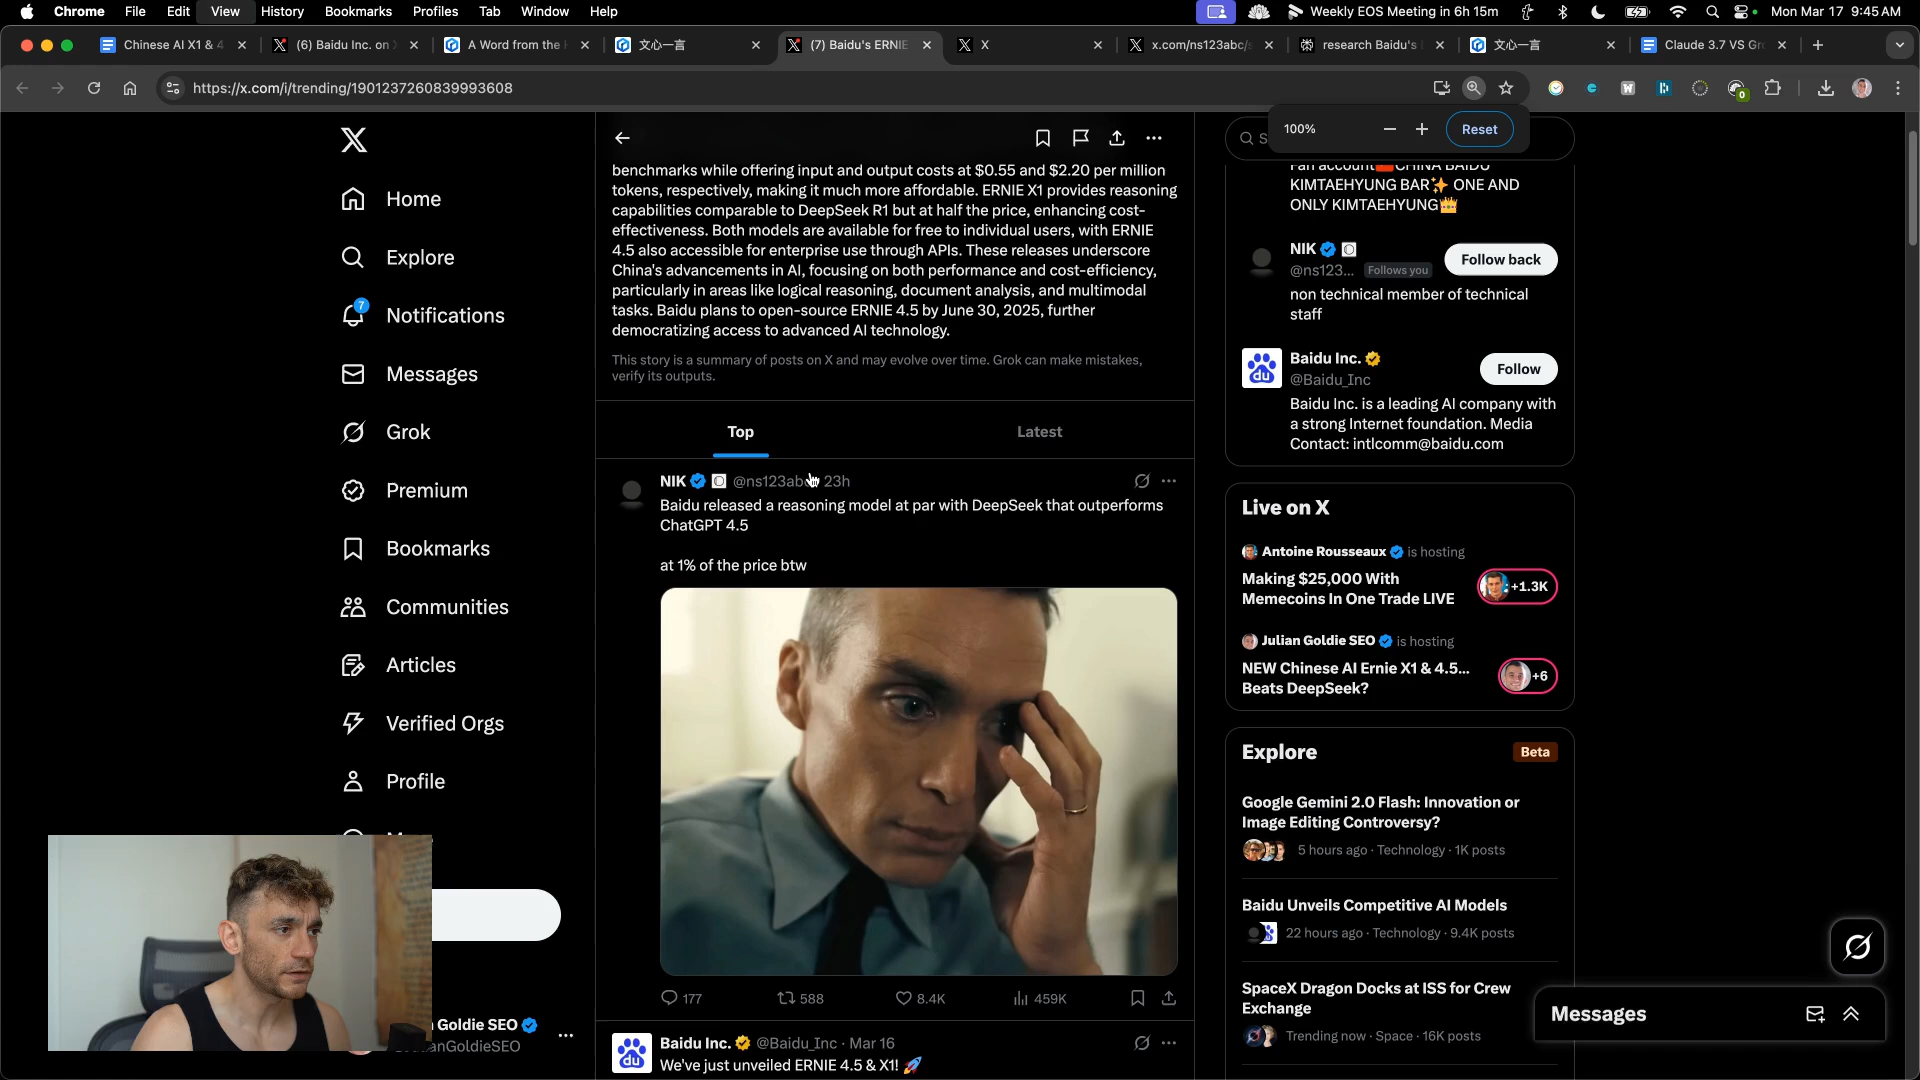 Chrome File Edit View History Bookmarks Profiles Tab Window Help
Weekly EOS Meeting in 6h 15m
Mon Mar 17 9:45 AM
Chinese AI X1 & 4
(6) Baidu Inc. on
A Word from the
文心一言
(7) Baidu's ERNIE
X
x.com/ns123abc/
research Baidu's
文心一言
Claude 3.7 VS Gr
https://x.com/i/trending/1901237260839993608
0
100%
Reset
Home
Explore
7
Notifications
Messages
Grok
Premium
Bookmarks
Communities
Articles
Verified Orgs
Profile
Goldie SEO
benchmarks while offering input and output costs at $0.55 and $2.20 per million
tokens, respectively, making it much more affordable. ERNIE X1 provides reasoning
capabilities comparable to DeepSeek R1 but at half the price, enhancing cost-
effectiveness. Both models are available for free to individual users, with ERNIE
4.5 also accessible for enterprise use through APIs. These releases underscore
China's advancements in AI, focusing on both performance and cost-efficiency,
particularly in areas like logical reasoning, document analysis, and multimodal
tasks. Baidu plans to open-source ERNIE 4.5 by June 30, 2025, further
democratizing access to advanced AI technology.
This story is a summary of posts on X and may evolve over time. Grok can make mistakes,
verify its outputs.
Top
Latest
NIK @ns123abc 23h
Baidu released a reasoning model at par with DeepSeek that outperforms
ChatGPT 4.5
at 1% of the price btw
177 588 8.4K 459K
Baidu Inc. @Baidu_Inc · Mar 16
We've just unveiled ERNIE 4.5 & X1! 🚀
Fan account🇨🇳CHINA BAIDU
KIMTAEHYUNG BAR✨ ONE AND
ONLY KIMTAEHYUNG👑
NIK
@ns123... Follows you
Follow back
non technical member of technical
staff
Baidu Inc.
@Baidu_Inc
Follow
Baidu Inc. is a leading AI company with
a strong Internet foundation. Media
Contact: intlcomm@baidu.com
Live on X
Antoine Rousseaux is hosting
Making $25,000 With
Memecoins In One Trade LIVE
+1.3K
Julian Goldie SEO is hosting
NEW Chinese AI Ernie X1 & 4.5...
Beats DeepSeek?
+6
Explore
Beta
Google Gemini 2.0 Flash: Innovation or
Image Editing Controversy?
5 hours ago · Technology · 1K posts
Baidu Unveils Competitive AI Models
22 hours ago · Technology · 9.4K posts
SpaceX Dragon Docks at ISS for Crew
Exchange
Trending now · Space · 16K posts
Messages